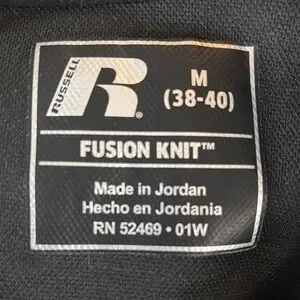 RUSSELL
R®
M
(38-40)
FUSION KNIT™
Made in Jordan
Hecho en Jordania
RN 52469 • 01W